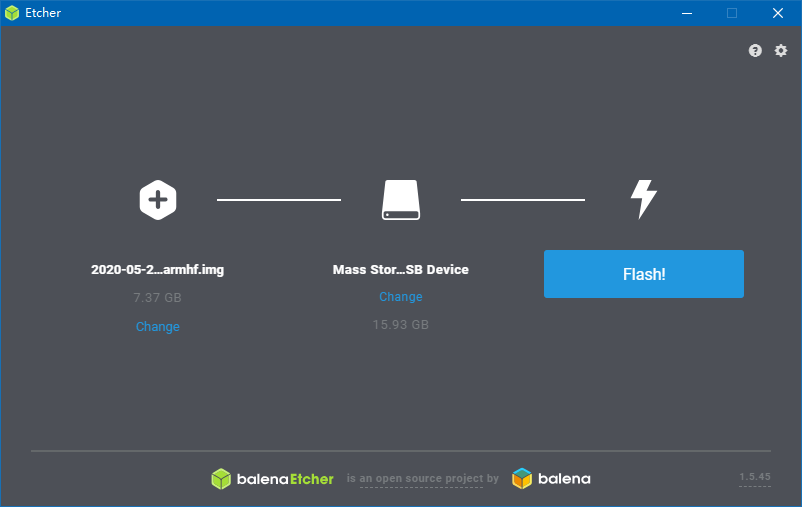 Etcher
2020-05-2...armhf.img
7.37 GB
Change
Mass Stor...SB Device
Change
15.93 GB
Flash!
balenaEtcher is an open source project by balena
1.5.45